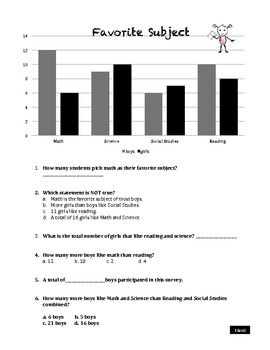 Favorite Subject
14
12
10
8
6
4
2
0
Math Science Social Studies Reading
boys girls
1. How many students pick math as their favorite subject?
2. Which statement is NOT true?
a. Math is the favorite subject of most boys.
b. More girls than boys like Social Studies.
c. 11 girls like reading.
d. A total of 16 girls like Math and Science.
3. What is the total number of girls that like reading and science?
4. How many more boys like math than reading?
a. 12 b. 10 c. 2 d. 4
5. A total of boys participated in this survey.
6. How many more boys like Math and Science than Reading and Social Studies
combined?
a. 6 boys b. 5 boys
c. 21 boys d. 36 boys